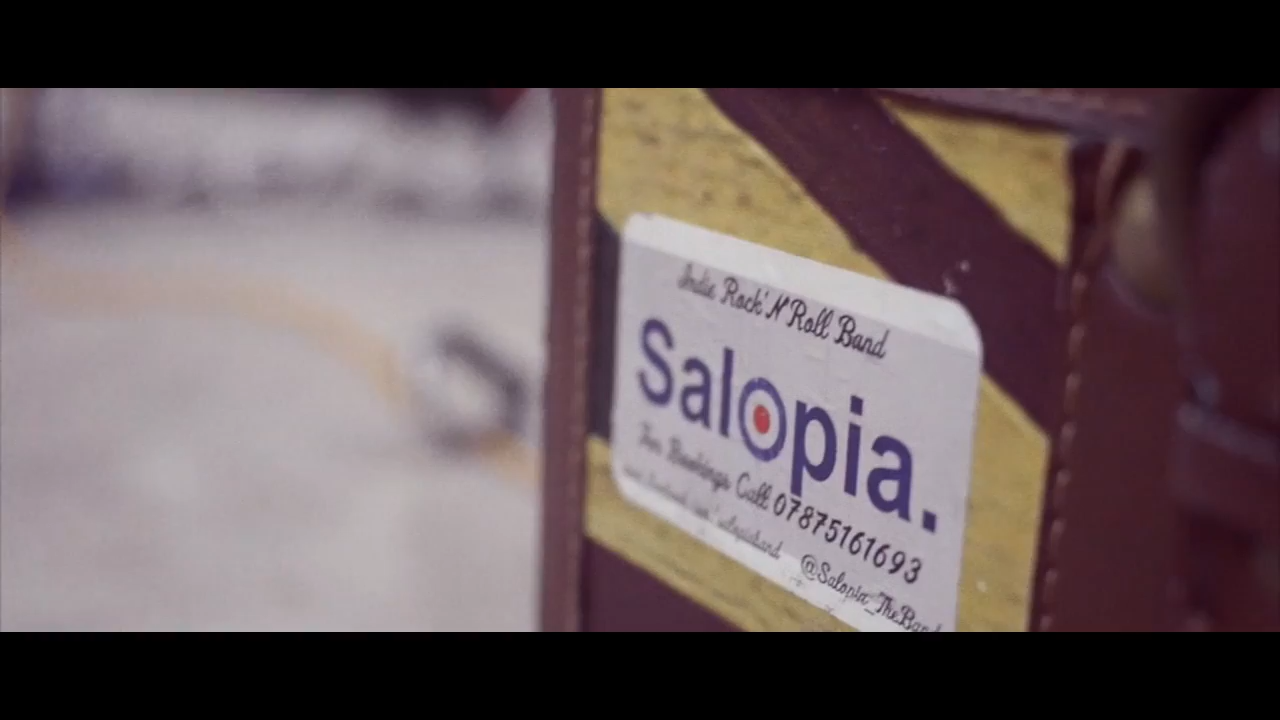 Indie Rock'N'Roll Band
Salopia.
For Bookings Call 07875161693
@Salopia_TheBand